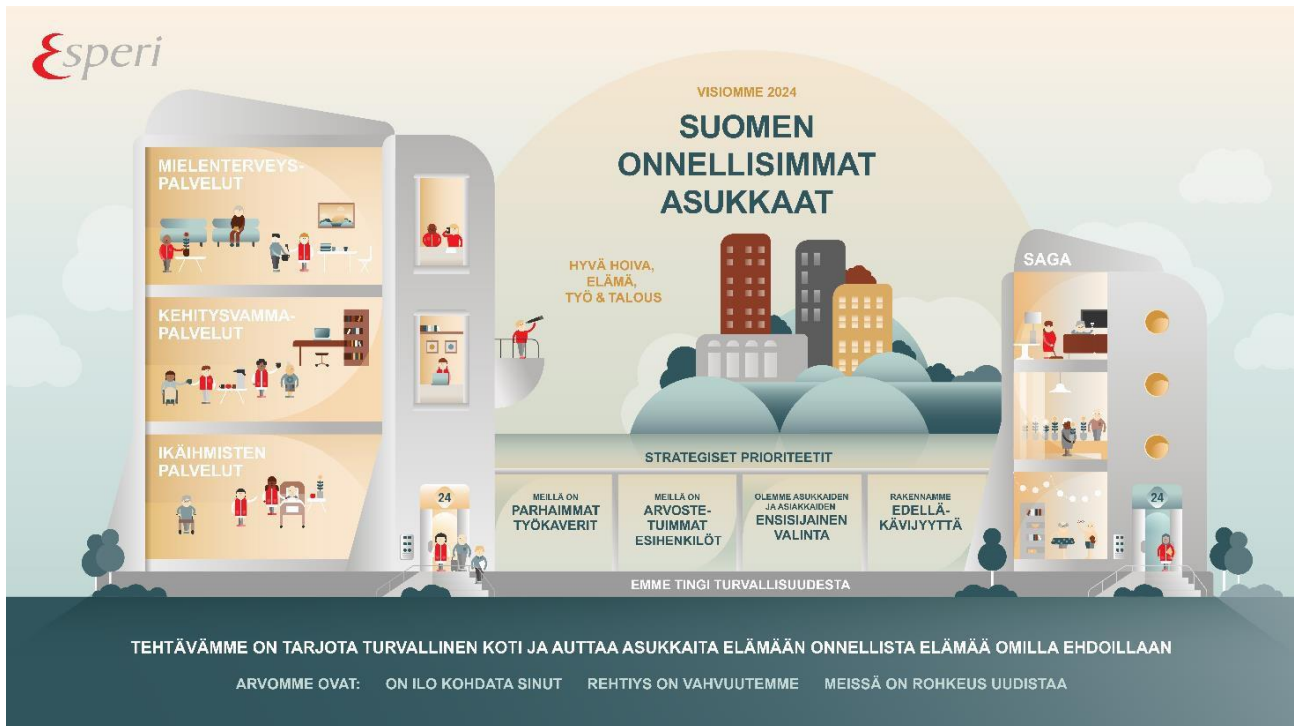 Esperi
VISIOMME 2024
SUOMEN
ONNELLISIMMAT
ASUKKAAT
HYVÄ HOIVA,
ELÄMÄ,
TYÖ & TALOUS
MIELENTERVEYS-
PALVELUT
KEHITYSVAMMA-
PALVELUT
IKÄIHMISTEN
PALVELUT
24
SAGA
24
STRATEGISET PRIORITEETIT
MEILLÄ ON
PARHAIMMAT
TYÖKAVERIT
MEILLÄ ON
ARVOSTE-
TUIMMAT
ESIHENKILÖT
OLEMME ASUKKAIDEN
JA ASIAKKAIDEN
ENSISIJAINEN
VALINTA
RAKENNAMME
EDELLÄ-
KÄVIJYYTTÄ
EMME TINGI TURVALLISUUDESTA
TEHTÄVÄMME ON TARJOTA TURVALLINEN KOTI JA AUTTAA ASUKKAITA ELÄMÄÄN ONNELLISTA ELÄMÄÄ OMILLA EHDOILLAAN
ARVOMME OVAT: ON ILO KOHDATA SINUT REHTIYS ON VAHVUUTEMME MEISSÄ ON ROHKEUS UUDISTAA